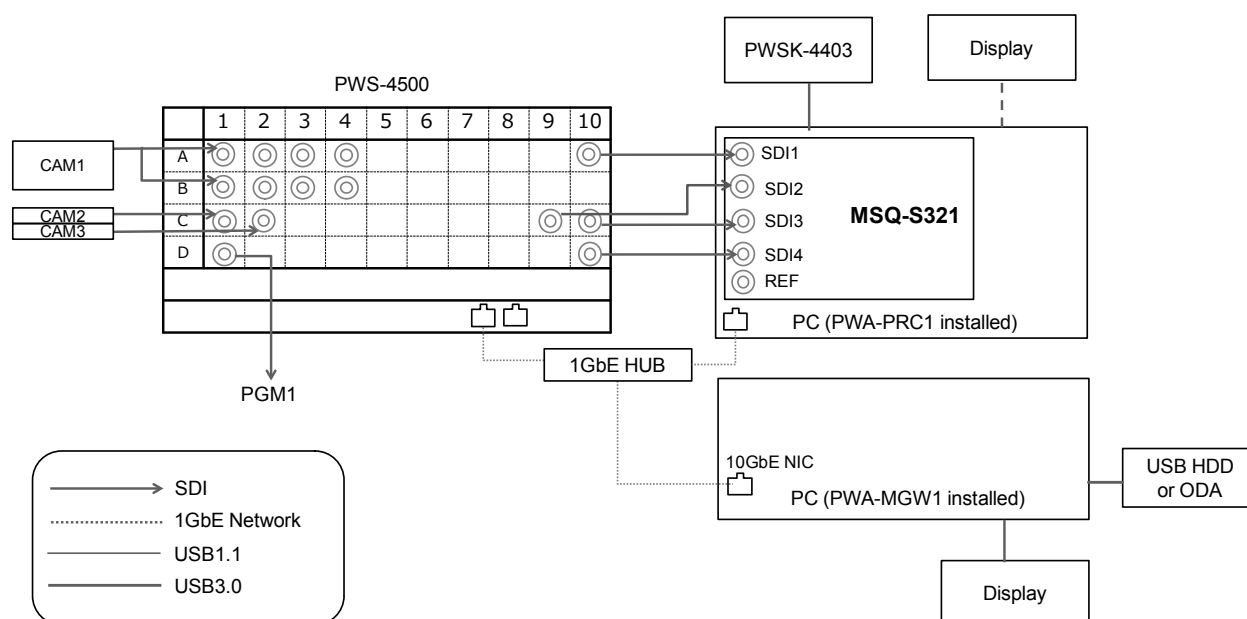 PWSK-4403
Display
PWS-4500
1 2 3 4 5 6 7 8 9 10
A
B
C
D
CAM1
CAM2
CAM3
SDI1
SDI2
SDI3
SDI4
REF
MSQ-S321
PC (PWA-PRC1 installed)
1GbE HUB
PGM1
10GbE NIC
PC (PWA-MGW1 installed)
USB HDD
or ODA
Display
SDI
1GbE Network
USB1.1
USB3.0